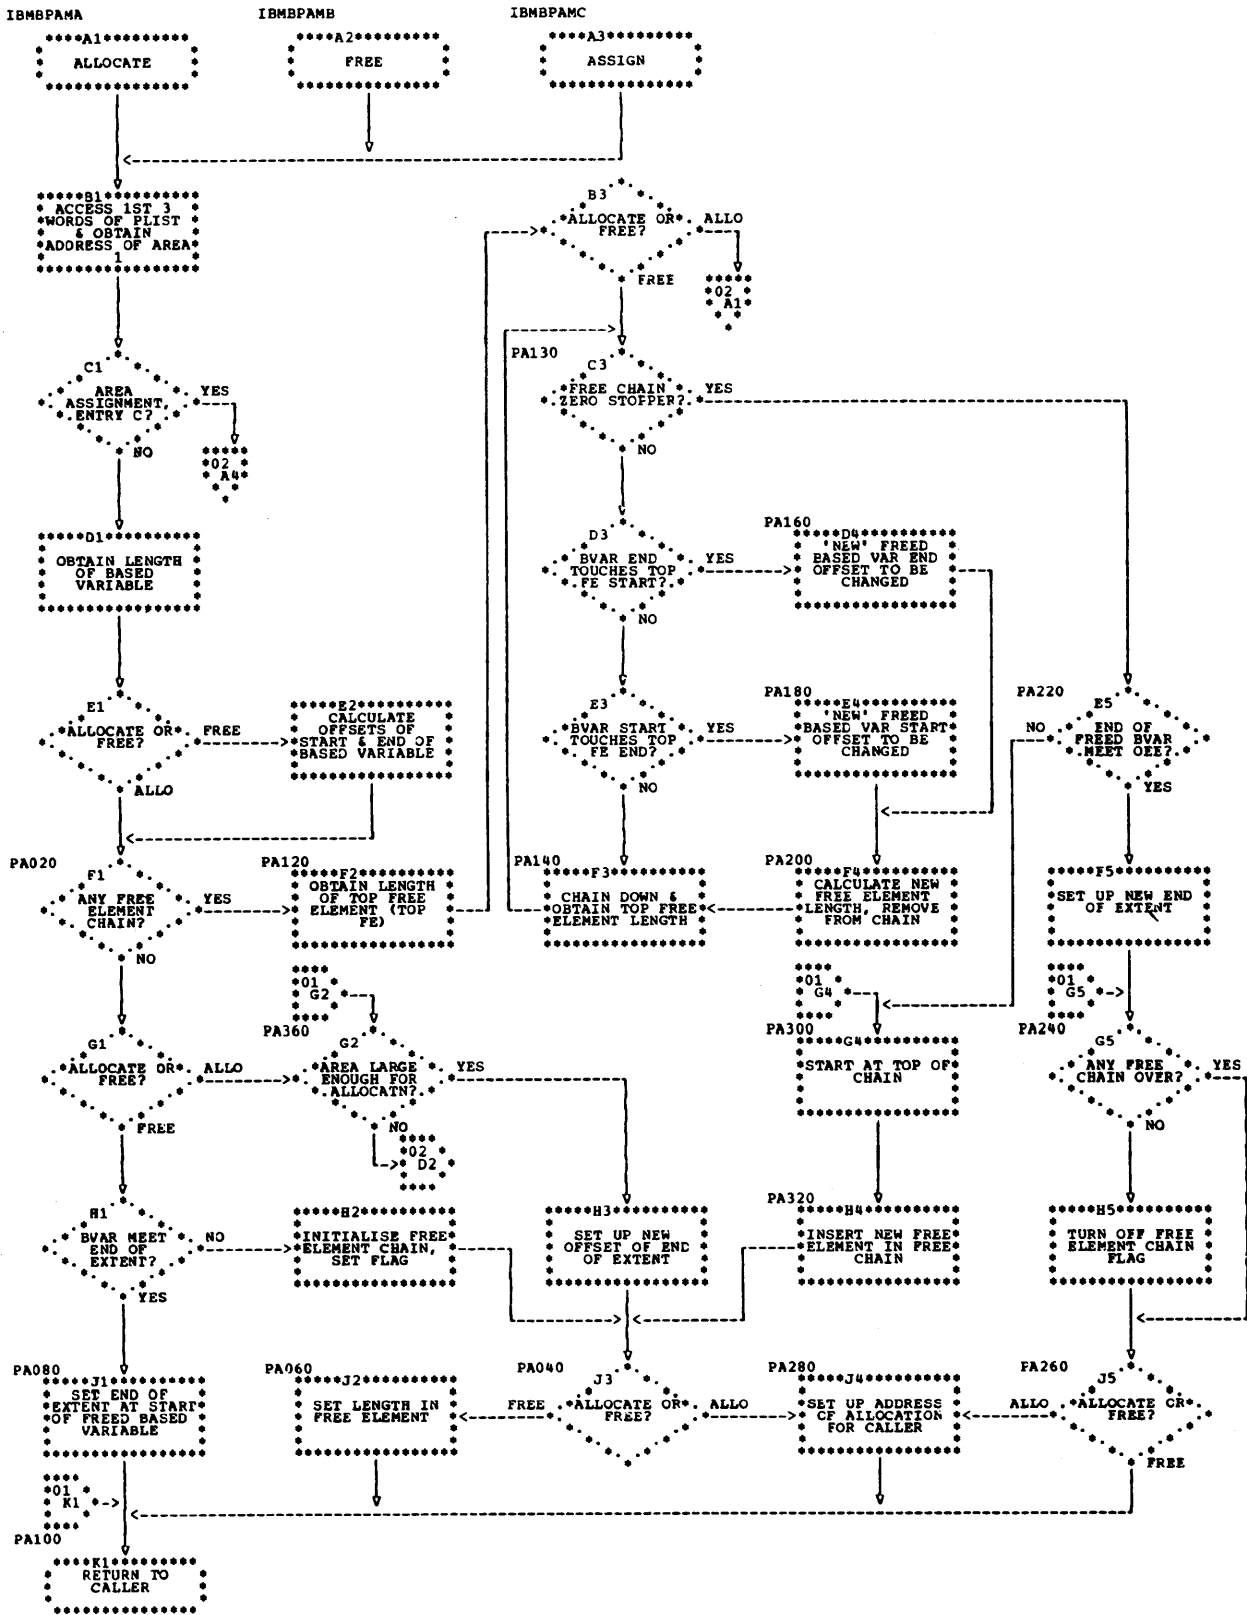 IBMBPAMA
IBMBPAMB
IBMBPAMC
A1
ALLOCATE
A2
FREE
A3
ASSIGN
B1
ACCESS 1ST 3
WORDS OF PLIST
& OBTAIN
ADDRESS OF AREA
1
B3
ALLOCATE OR
FREE?
ALLO
FREE
02
A1
C1
AREA
ASSIGNMENT,
ENTRY C?
YES
NO
02
A4
PA130
C3
FREE CHAIN
ZERO STOPPER?
YES
NO
D1
OBTAIN LENGTH
OF BASED
VARIABLE
D3
BVAR END
TOUCHES TOP
FE START?
YES
NO
PA160
D4
'NEW' FREED
BASED VAR END
OFFSET TO BE
CHANGED
E1
ALLOCATE OR
FREE?
FREE
ALLO
E2
CALCULATE
OFFSETS OF
START & END OF
BASED VARIABLE
E3
BVAR START
TOUCHES TOP
FE END?
YES
NO
PA180
E4
'NEW' FREED
BASED VAR START
OFFSET TO BE
CHANGED
PA220
E5
END OF
FREED BVAR
MEET OEE?
NO
YES
PA020
F1
ANY FREE
ELEMENT
CHAIN?
YES
NO
PA120
F2
OBTAIN LENGTH
OF TOP FREE
ELEMENT (TOP
FE)
PA140
F3
CHAIN DOWN &
OBTAIN TOP FREE
ELEMENT LENGTH
PA200
F4
CALCULATE NEW
FREE ELEMENT
LENGTH, REMOVE
FROM CHAIN
F5
SET UP NEW END
OF EXTENT
01
G2
01
G4
01
G5
G1
ALLOCATE OR
FREE?
ALLO
FREE
PA360
G2
AREA LARGE
ENOUGH FOR
ALLOCATN?
YES
NO
02
D2
PA300
G4
START AT TOP OF
CHAIN
PA240
G5
ANY FREE
CHAIN OVER?
YES
NO
H1
BVAR MEET
END OF
EXTENT?
NO
YES
H2
INITIALISE FREE
ELEMENT CHAIN,
SET FLAG
H3
SET UP NEW
OFFSET OF END
OF EXTENT
PA320
H4
INSERT NEW FREE
ELEMENT IN FREE
CHAIN
H5
TURN OFF FREE
ELEMENT CHAIN
FLAG
PA080
J1
SET END OF
EXTENT AT START
OF FREED BASED
VARIABLE
PA060
J2
SET LENGTH IN
FREE ELEMENT
PA040
J3
ALLOCATE OR
FREE?
FREE
ALLO
PA280
J4
SET UP ADDRESS
OF ALLOCATION
FOR CALLER
PA260
J5
ALLOCATE OR
FREE?
ALLO
FREE
01
K1
PA100
K1
RETURN TO
CALLER